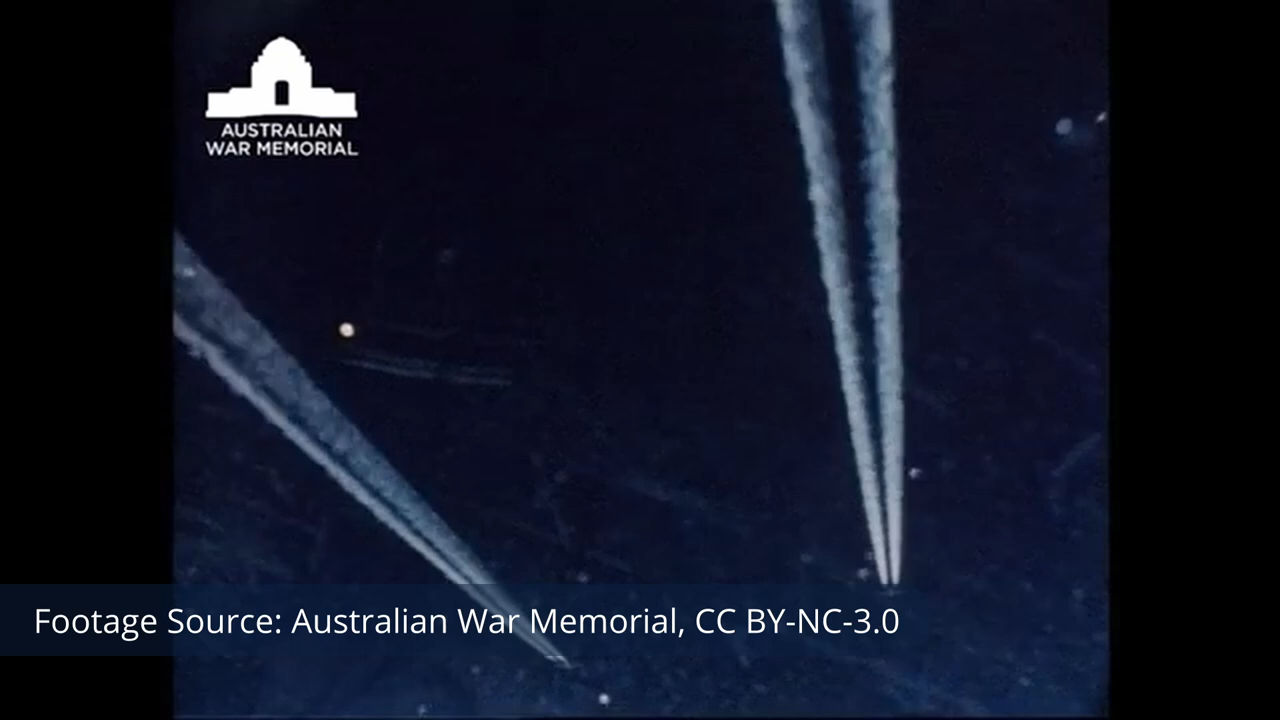 AUSTRALIAN
WAR MEMORIAL
Footage Source: Australian War Memorial, CC BY-NC-3.0